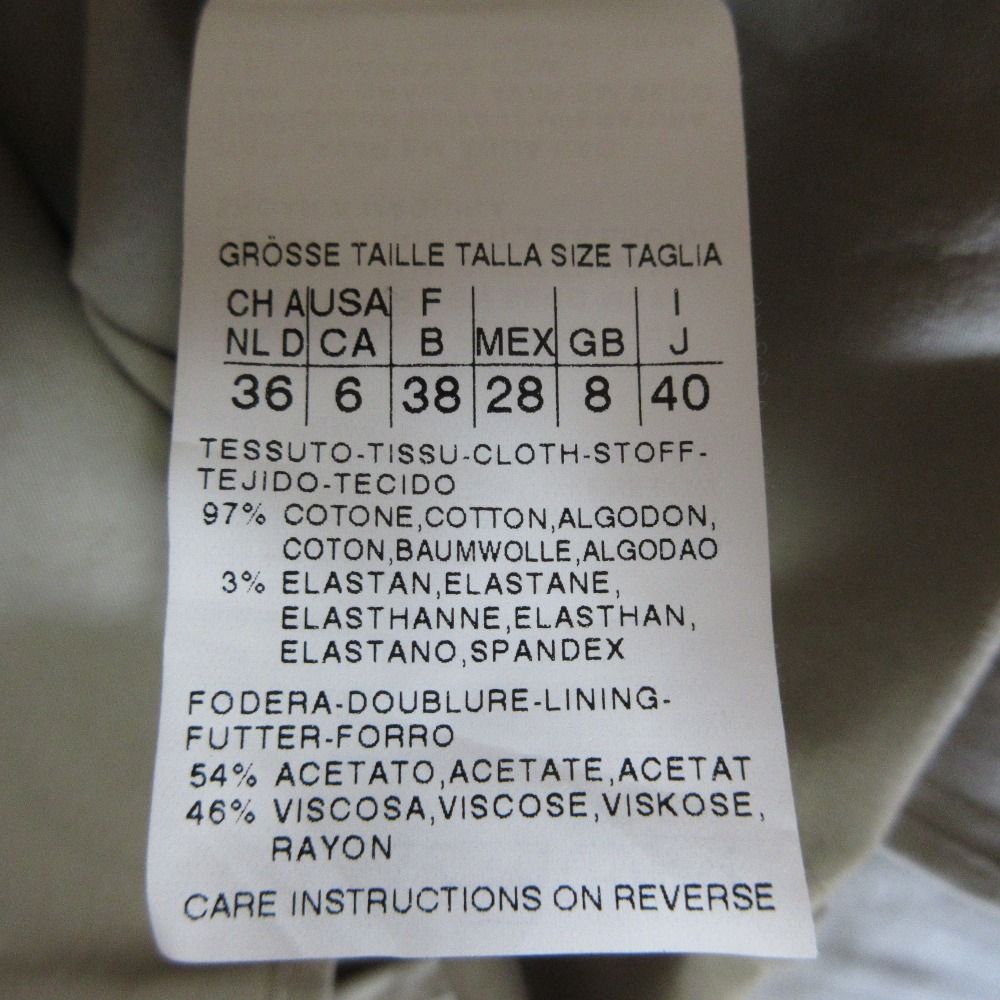 GRÖSSE TAILLE TALLA SIZE TAGLIA
CH A USA F I
NL D CA B MEX GB J
36 6 38 28 8 40
TESSUTO-TISSU-CLOTH-STOFF-
TEJIDO-TECIDO
97% COTONE,COTTON,ALGODON,
COTON,BAUMWOLLE,ALGODAO
3% ELASTAN,ELASTANE,
ELASTHANNE,ELASTHAN,
ELASTANO,SPANDEX
FODERA-DOUBLURE-LINING-
FUTTER-FORRO
54% ACETATO,ACETATE,ACETAT
46% VISCOSA,VISCOSE,VISKOSE,
RAYON
CARE INSTRUCTIONS ON REVERSE